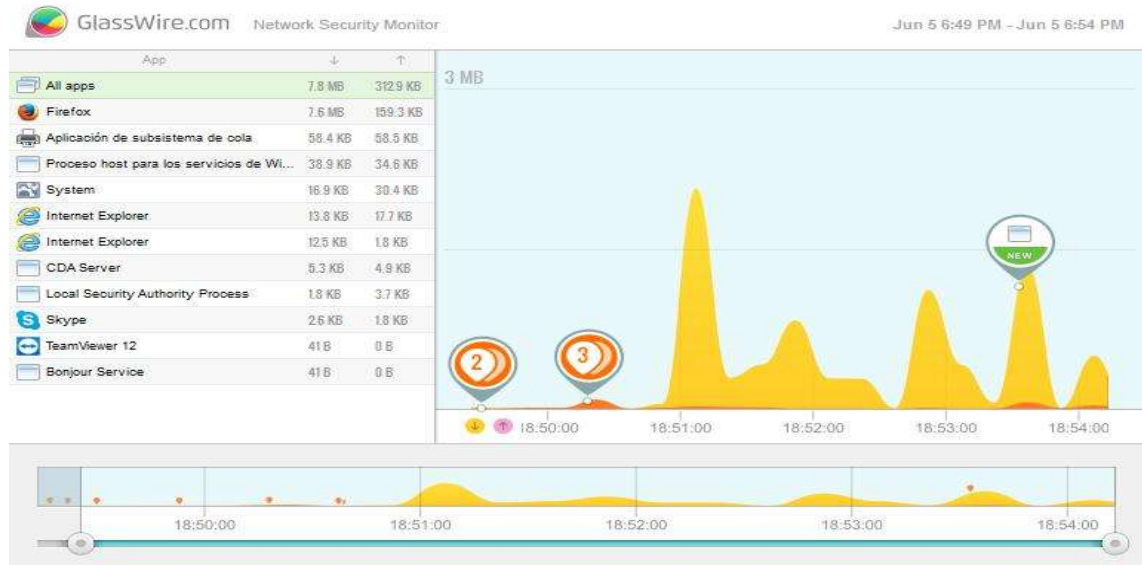 GlassWire.com Network Security Monitor Jun 5 6:49 PM - Jun 5 6:54 PM
App ↓ ↑
All apps 7.8 MB 312.9 KB
Firefox 7.6 MB 159.3 KB
Aplicación de subsistema de cola 58.4 KB 58.5 KB
Proceso host para los servicios de Wi... 38.9 KB 34.6 KB
System 16.9 KB 30.4 KB
Internet Explorer 13.8 KB 17.7 KB
Internet Explorer 12.5 KB 1.8 KB
CDA Server 5.3 KB 4.9 KB
Local Security Authority Process 1.8 KB 3.7 KB
Skype 2.6 KB 1.8 KB
TeamViewer 12 41 B 0 B
Bonjour Service 41 B 0 B
3 MB
NEW
2 3
18:50:00 18:51:00 18:52:00 18:53:00 18:54:00
18:50:00 18:51:00 18:52:00 18:53:00 18:54:00